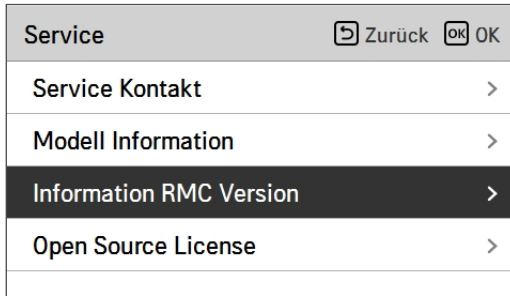 Service Zurück OK OK
Service Kontakt
Modell Information
Information RMC Version
Open Source License